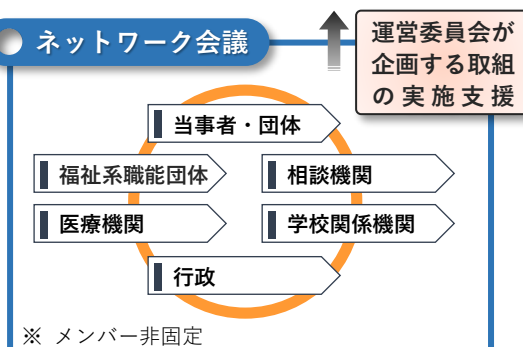 ネットワーク会議
運営委員会が
企画する取組
の実施支援
当事者・団体
福祉系職能団体
相談機関
医療機関
学校関係機関
行政
※ メンバー非固定